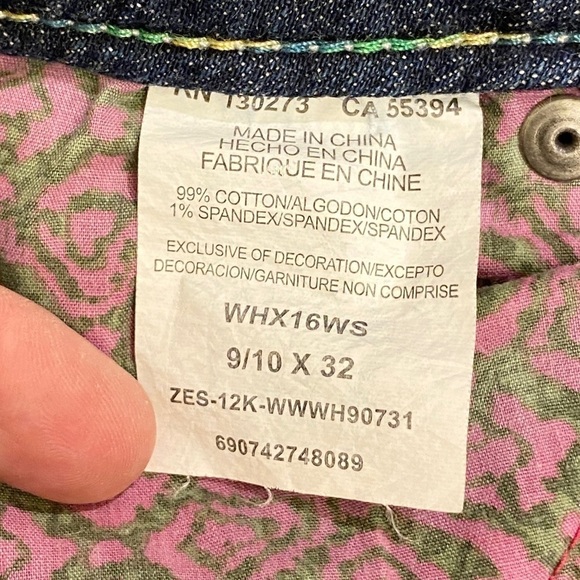 RN 130273 CA 55394
MADE IN CHINA
HECHO EN CHINA
FABRIQUE EN CHINE
99% COTTON/ALGODON/COTON
1% SPANDEX/SPANDEX/SPANDEX
EXCLUSIVE OF DECORATION/EXCEPTO
DECORACION/GARNITURE NON COMPRISE
WHX16WS
9/10 X 32
ZES-12K-WWWH90731
690742748089